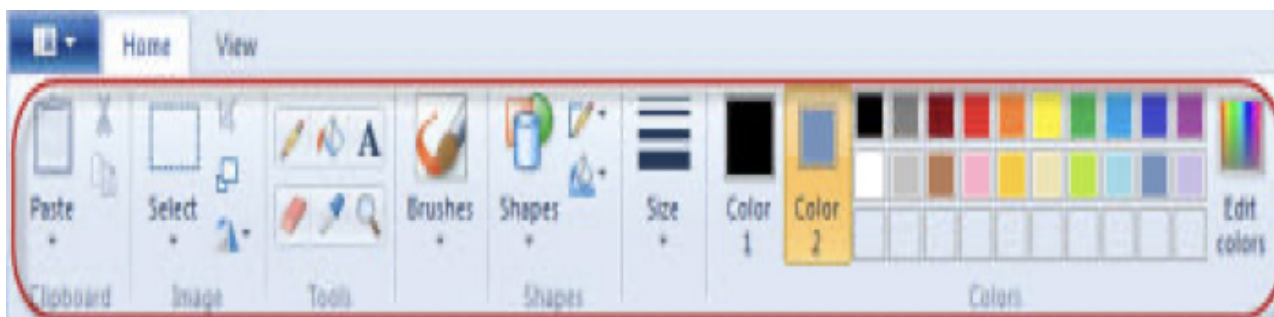 Home View
Paste Select A Brushes Shapes Size Color 1 Color 2 Edit colors
Clipboard Image Tools Shapes Colors